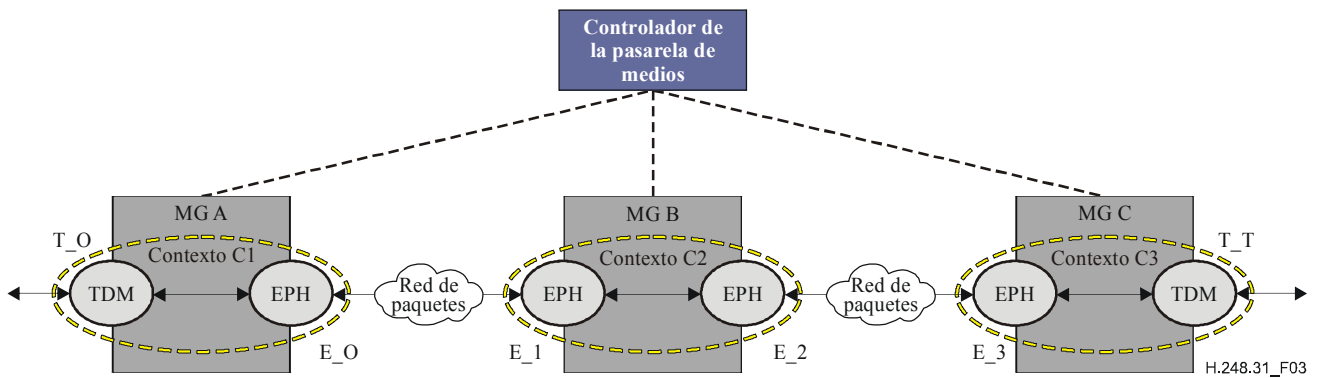 Controlador de
la pasarela de
medios
MG A
MG B
MG C
T_O
Contexto C1
Contexto C2
Contexto C3
T_T
TDM
EPH
Red de
paquetes
EPH
EPH
Red de
paquetes
EPH
TDM
E_O
E_1
E_2
E_3
H.248.31_F03